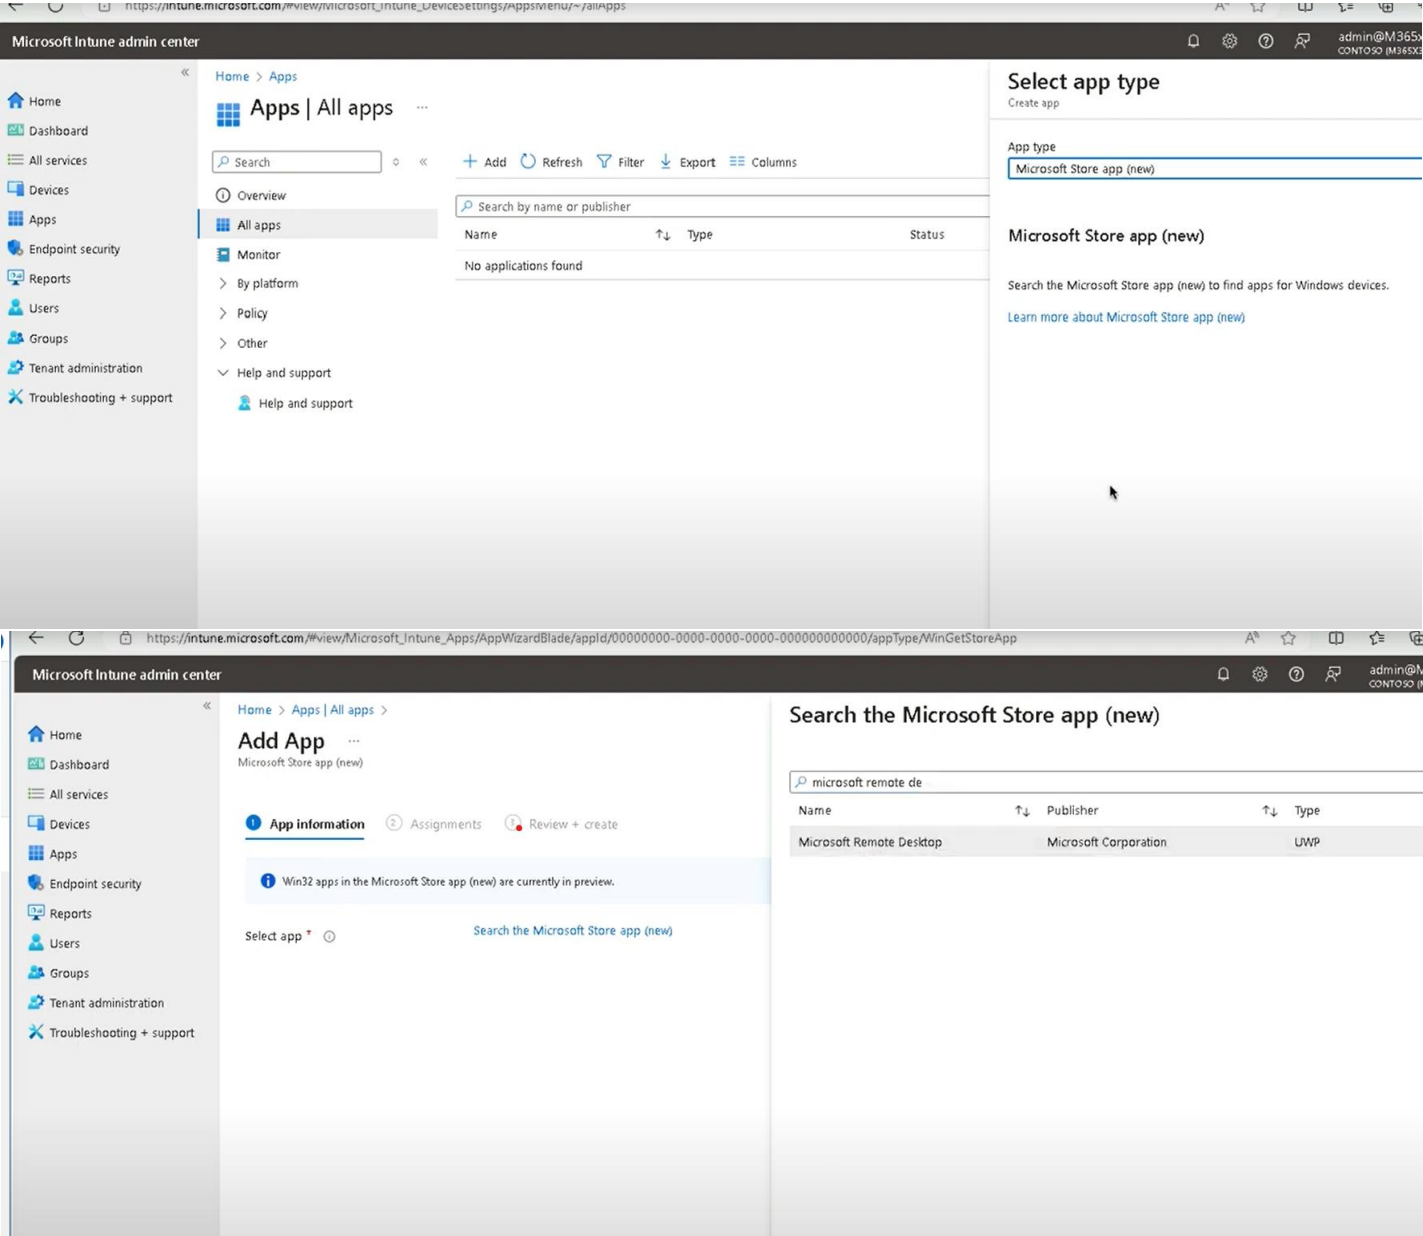 https://intune.microsoft.com/#view/Microsoft_Intune_DeviceSettings/AppsMenu/~/allApps
Microsoft Intune admin center
admin@M365x
CONTOSO (M365X3
Home
Dashboard
All services
Devices
Apps
Endpoint security
Reports
Users
Groups
Tenant administration
Troubleshooting + support
Home > Apps
Apps | All apps ...
Search
Overview
All apps
Monitor
By platform
Policy
Other
Help and support
Help and support
Add Refresh Filter Export Columns
Search by name or publisher
Name Type Status
No applications found
Select app type
Create app
App type
Microsoft Store app (new)
Microsoft Store app (new)
Search the Microsoft Store app (new) to find apps for Windows devices.
Learn more about Microsoft Store app (new)
https://intune.microsoft.com/#view/Microsoft_Intune_Apps/AppWizardBlade/appId/00000000-0000-0000-0000-000000000000/appType/WinGetStoreApp
Microsoft Intune admin center
admin@M
CONTOSO (
Home
Dashboard
All services
Devices
Apps
Endpoint security
Reports
Users
Groups
Tenant administration
Troubleshooting + support
Home > Apps | All apps >
Add App ...
Microsoft Store app (new)
1 App information 2 Assignments 3 Review + create
Win32 apps in the Microsoft Store app (new) are currently in preview.
Select app * Search the Microsoft Store app (new)
Search the Microsoft Store app (new)
microsoft remote de
Name Publisher Type
Microsoft Remote Desktop Microsoft Corporation UWP